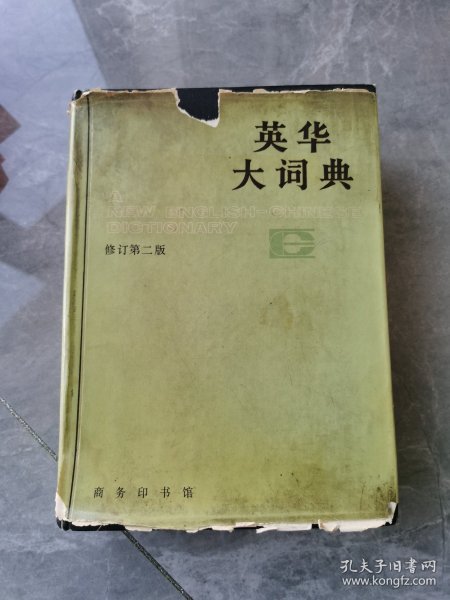 英华
大词典
A
NEW ENGLISH-CHINESE
DICTIONARY
修订第二版
商务印书馆
孔夫子旧书网
www.kongfz.com